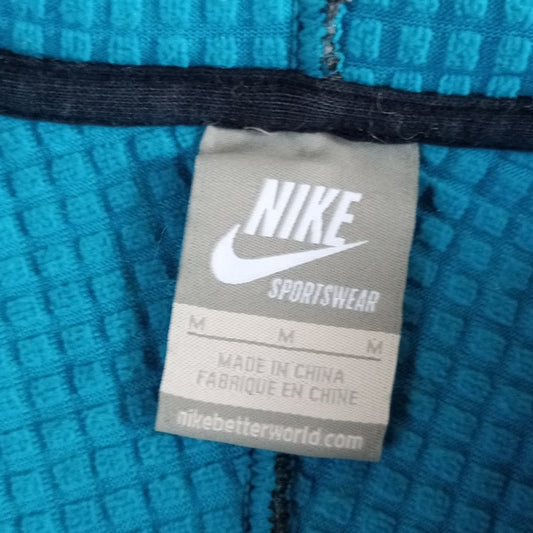 NIKE
SPORTSWEAR
M M M
MADE IN CHINA
FABRIQUE EN CHINE
nikebetterworld.com